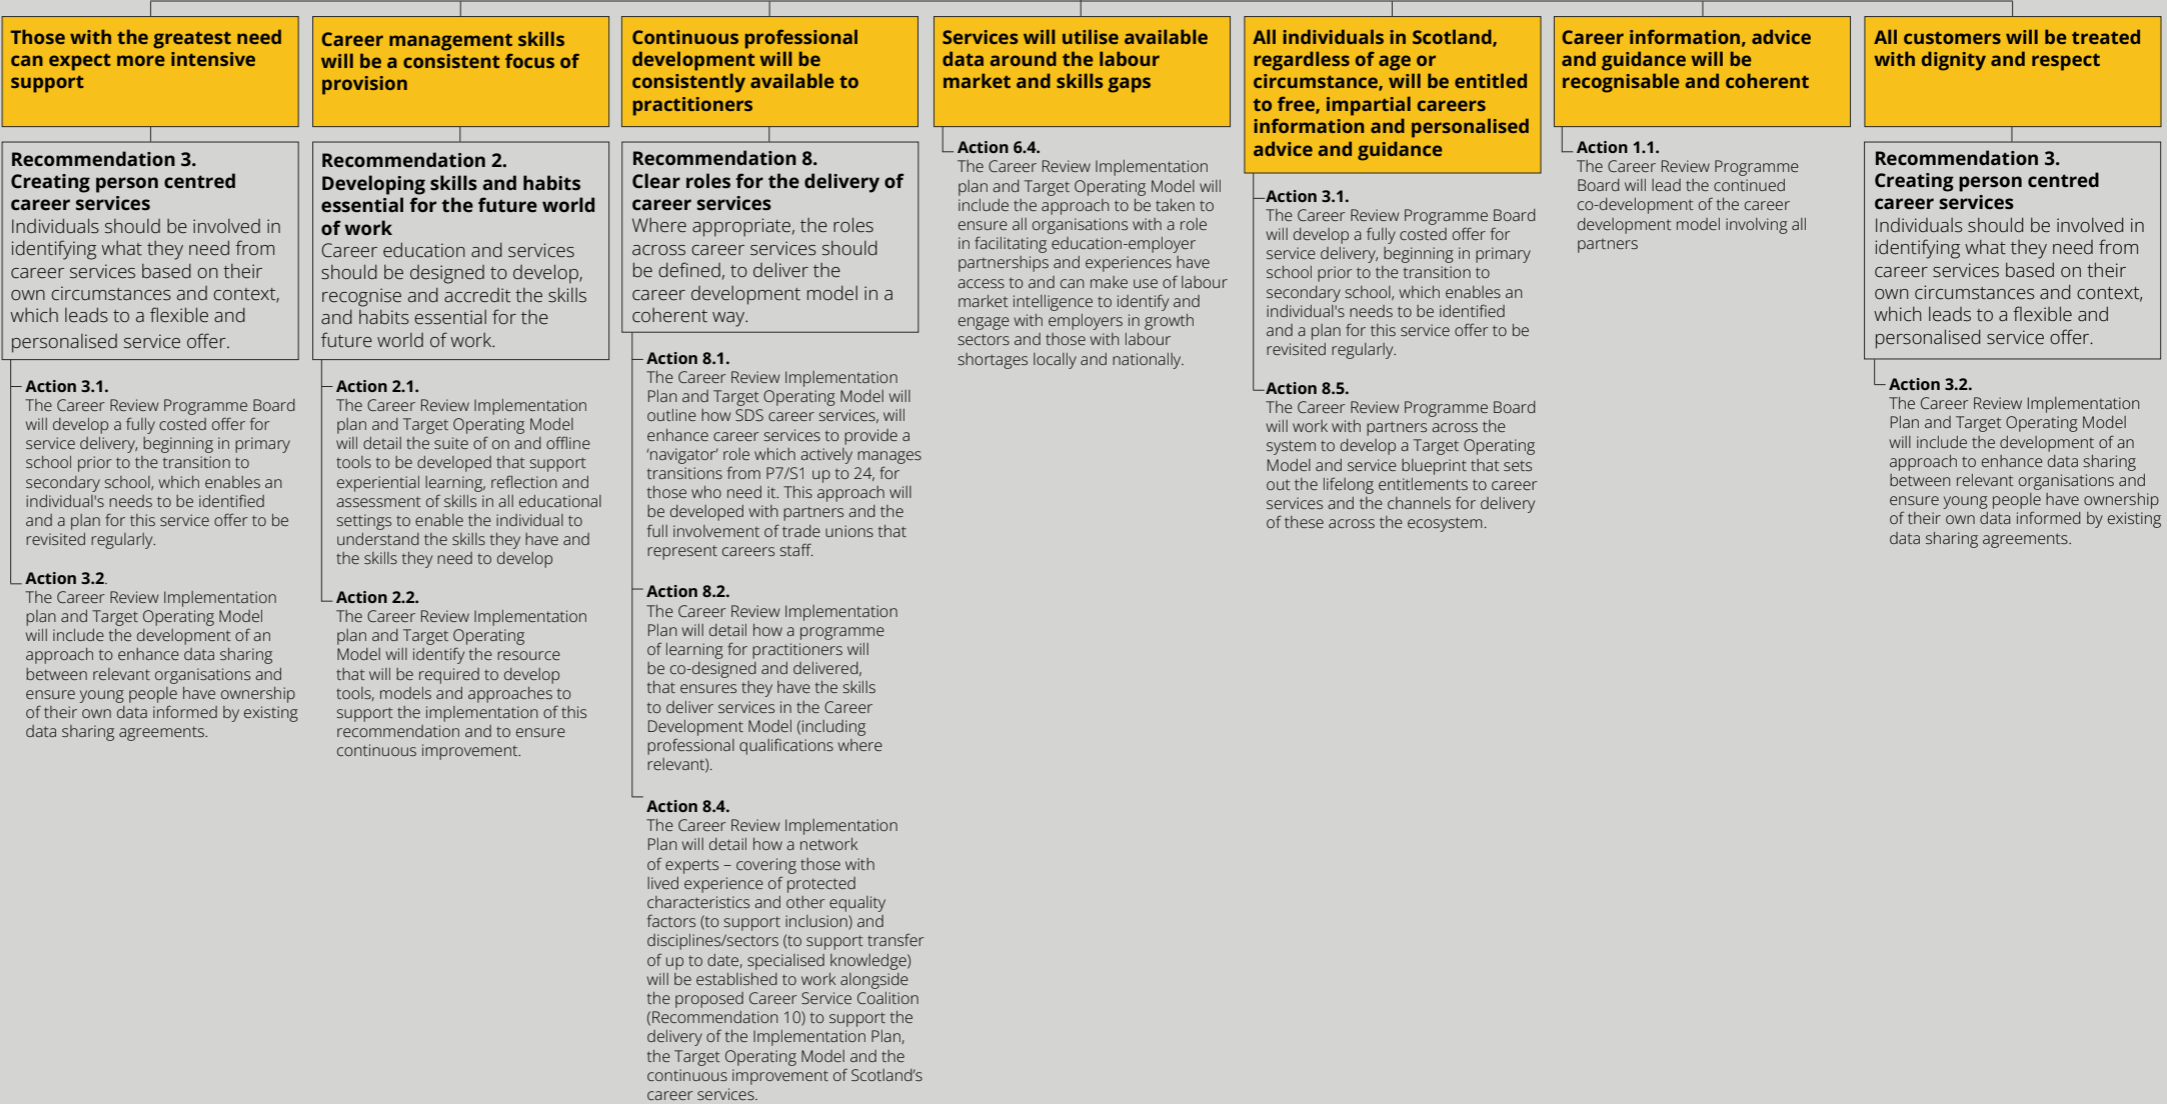 Those with the greatest need
can expect more intensive
support
Recommendation 3.
Creating person centred
career services
Individuals should be involved in
identifying what they need from
career services based on their
own circumstances and context,
which leads to a flexible and
personalised service offer.
Action 3.1.
The Career Review Programme Board
will develop a fully costed offer for
service delivery, beginning in primary
school prior to the transition to
secondary school, which enables an
individual's needs to be identified
and a plan for this service offer to be
revisited regularly.
Action 3.2.
The Career Review Implementation
plan and Target Operating Model
will include the development of an
approach to enhance data sharing
between relevant organisations and
ensure young people have ownership
of their own data informed by existing
data sharing agreements.
Career management skills
will be a consistent focus of
provision
Recommendation 2.
Developing skills and habits
essential for the future world
of work
Career education and services
should be designed to develop,
recognise and accredit the skills
and habits essential for the
future world of work.
Action 2.1.
The Career Review Implementation
plan and Target Operating Model
will detail the suite of on and offline
tools to be developed that support
experiential learning, reflection and
assessment of skills in all educational
settings to enable the individual to
understand the skills they have and
the skills they need to develop
Action 2.2.
The Career Review Implementation
plan and Target Operating
Model will identify the resource
that will be required to develop
tools, models and approaches to
support the implementation of this
recommendation and to ensure
continuous improvement.
Continuous professional
development will be
consistently available to
practitioners
Recommendation 8.
Clear roles for the delivery of
career services
Where appropriate, the roles
across career services should
be defined, to deliver the
career development model in a
coherent way.
Action 8.1.
The Career Review Implementation
Plan and Target Operating Model will
outline how SDS career services, will
enhance career services to provide a
‘navigator’ role which actively manages
transitions from P7/S1 up to 24, for
those who need it. This approach will
be developed with partners and the
full involvement of trade unions that
represent careers staff.
Action 8.2.
The Career Review Implementation
Plan will detail how a programme
of learning for practitioners will
be co-designed and delivered,
that ensures they have the skills
to deliver services in the Career
Development Model (including
professional qualifications where
relevant).
Action 8.4.
The Career Review Implementation
Plan will detail how a network
of experts – covering those with
lived experience of protected
characteristics and other equality
factors (to support inclusion) and
disciplines/sectors (to support transfer
of up to date, specialised knowledge)
will be established to work alongside
the proposed Career Service Coalition
(Recommendation 10) to support the
delivery of the Implementation Plan,
the Target Operating Model and the
continuous improvement of Scotland’s
career services.
Services will utilise available
data around the labour
market and skills gaps
Action 6.4.
The Career Review Implementation
plan and Target Operating Model will
include the approach to be taken to
ensure all organisations with a role
in facilitating education-employer
partnerships and experiences have
access to and can make use of labour
market intelligence to identify and
engage with employers in growth
sectors and those with labour
shortages locally and nationally.
All individuals in Scotland,
regardless of age or
circumstance, will be entitled
to free, impartial careers
information and personalised
advice and guidance
Action 3.1.
The Career Review Programme Board
will develop a fully costed offer for
service delivery, beginning in primary
school prior to the transition to
secondary school, which enables an
individual's needs to be identified
and a plan for this service offer to be
revisited regularly.
Action 8.5.
The Career Review Programme Board
will work with partners across the
system to develop a Target Operating
Model and service blueprint that sets
out the lifelong entitlements to career
services and the channels for delivery
of these across the ecosystem.
Career information, advice
and guidance will be
recognisable and coherent
Action 1.1.
The Career Review Programme
Board will lead the continued
co-development of the career
development model involving all
partners
All customers will be treated
with dignity and respect
Recommendation 3.
Creating person centred
career services
Individuals should be involved in
identifying what they need from
career services based on their
own circumstances and context,
which leads to a flexible and
personalised service offer.
Action 3.2.
The Career Review Implementation
Plan and Target Operating Model
will include the development of an
approach to enhance data sharing
between relevant organisations and
ensure young people have ownership
of their own data informed by existing
data sharing agreements.